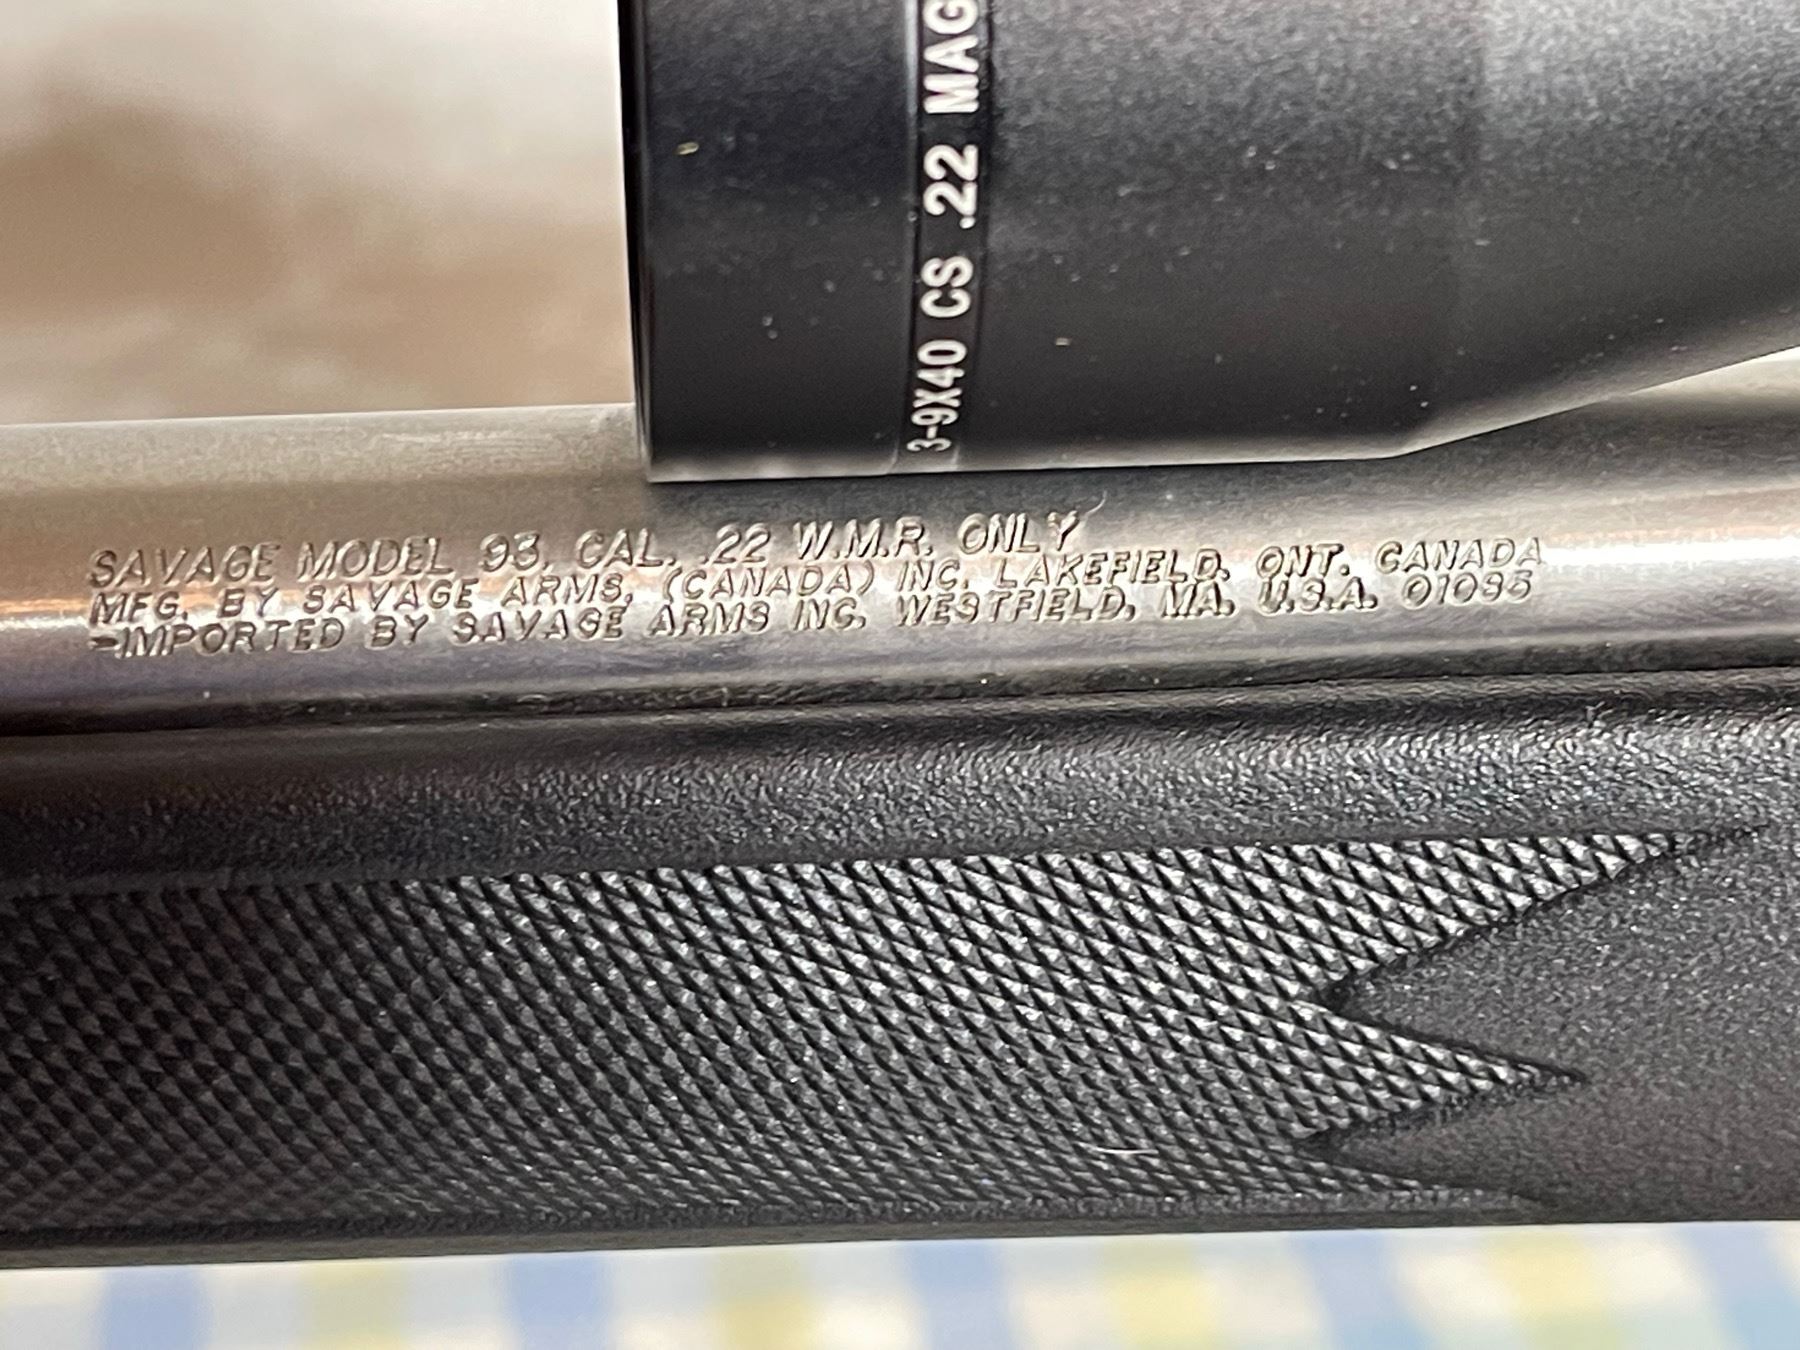 3-9X40 CS .22 MAG
SAVAGE MODEL 93, CAL. .22 W.M.R. ONLY
MFG. BY SAVAGE ARMS, (CANADA) INC. LAKEFIELD, ONT. CANADA
-IMPORTED BY SAVAGE ARMS INC. WESTFIELD, MA. U.S.A. 01085